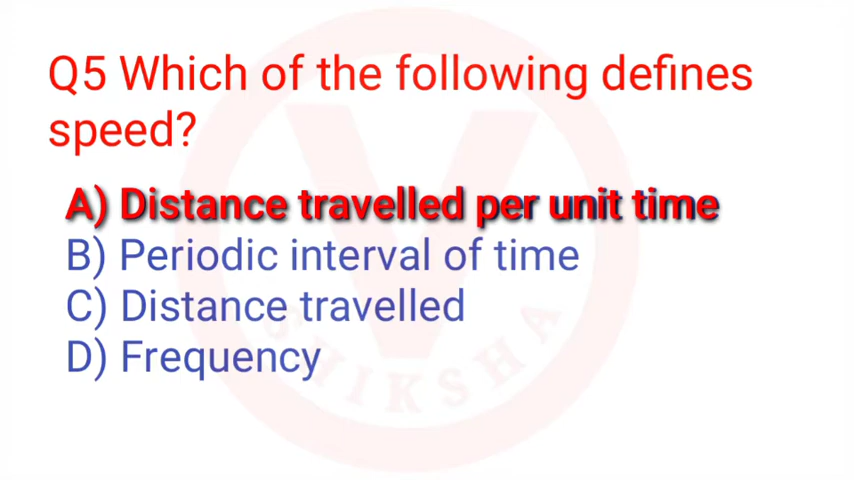 Q5 Which of the following defines
speed?
A) Distance travelled per unit time
B) Periodic interval of time
C) Distance travelled
D) Frequency
V
SHIKSHA